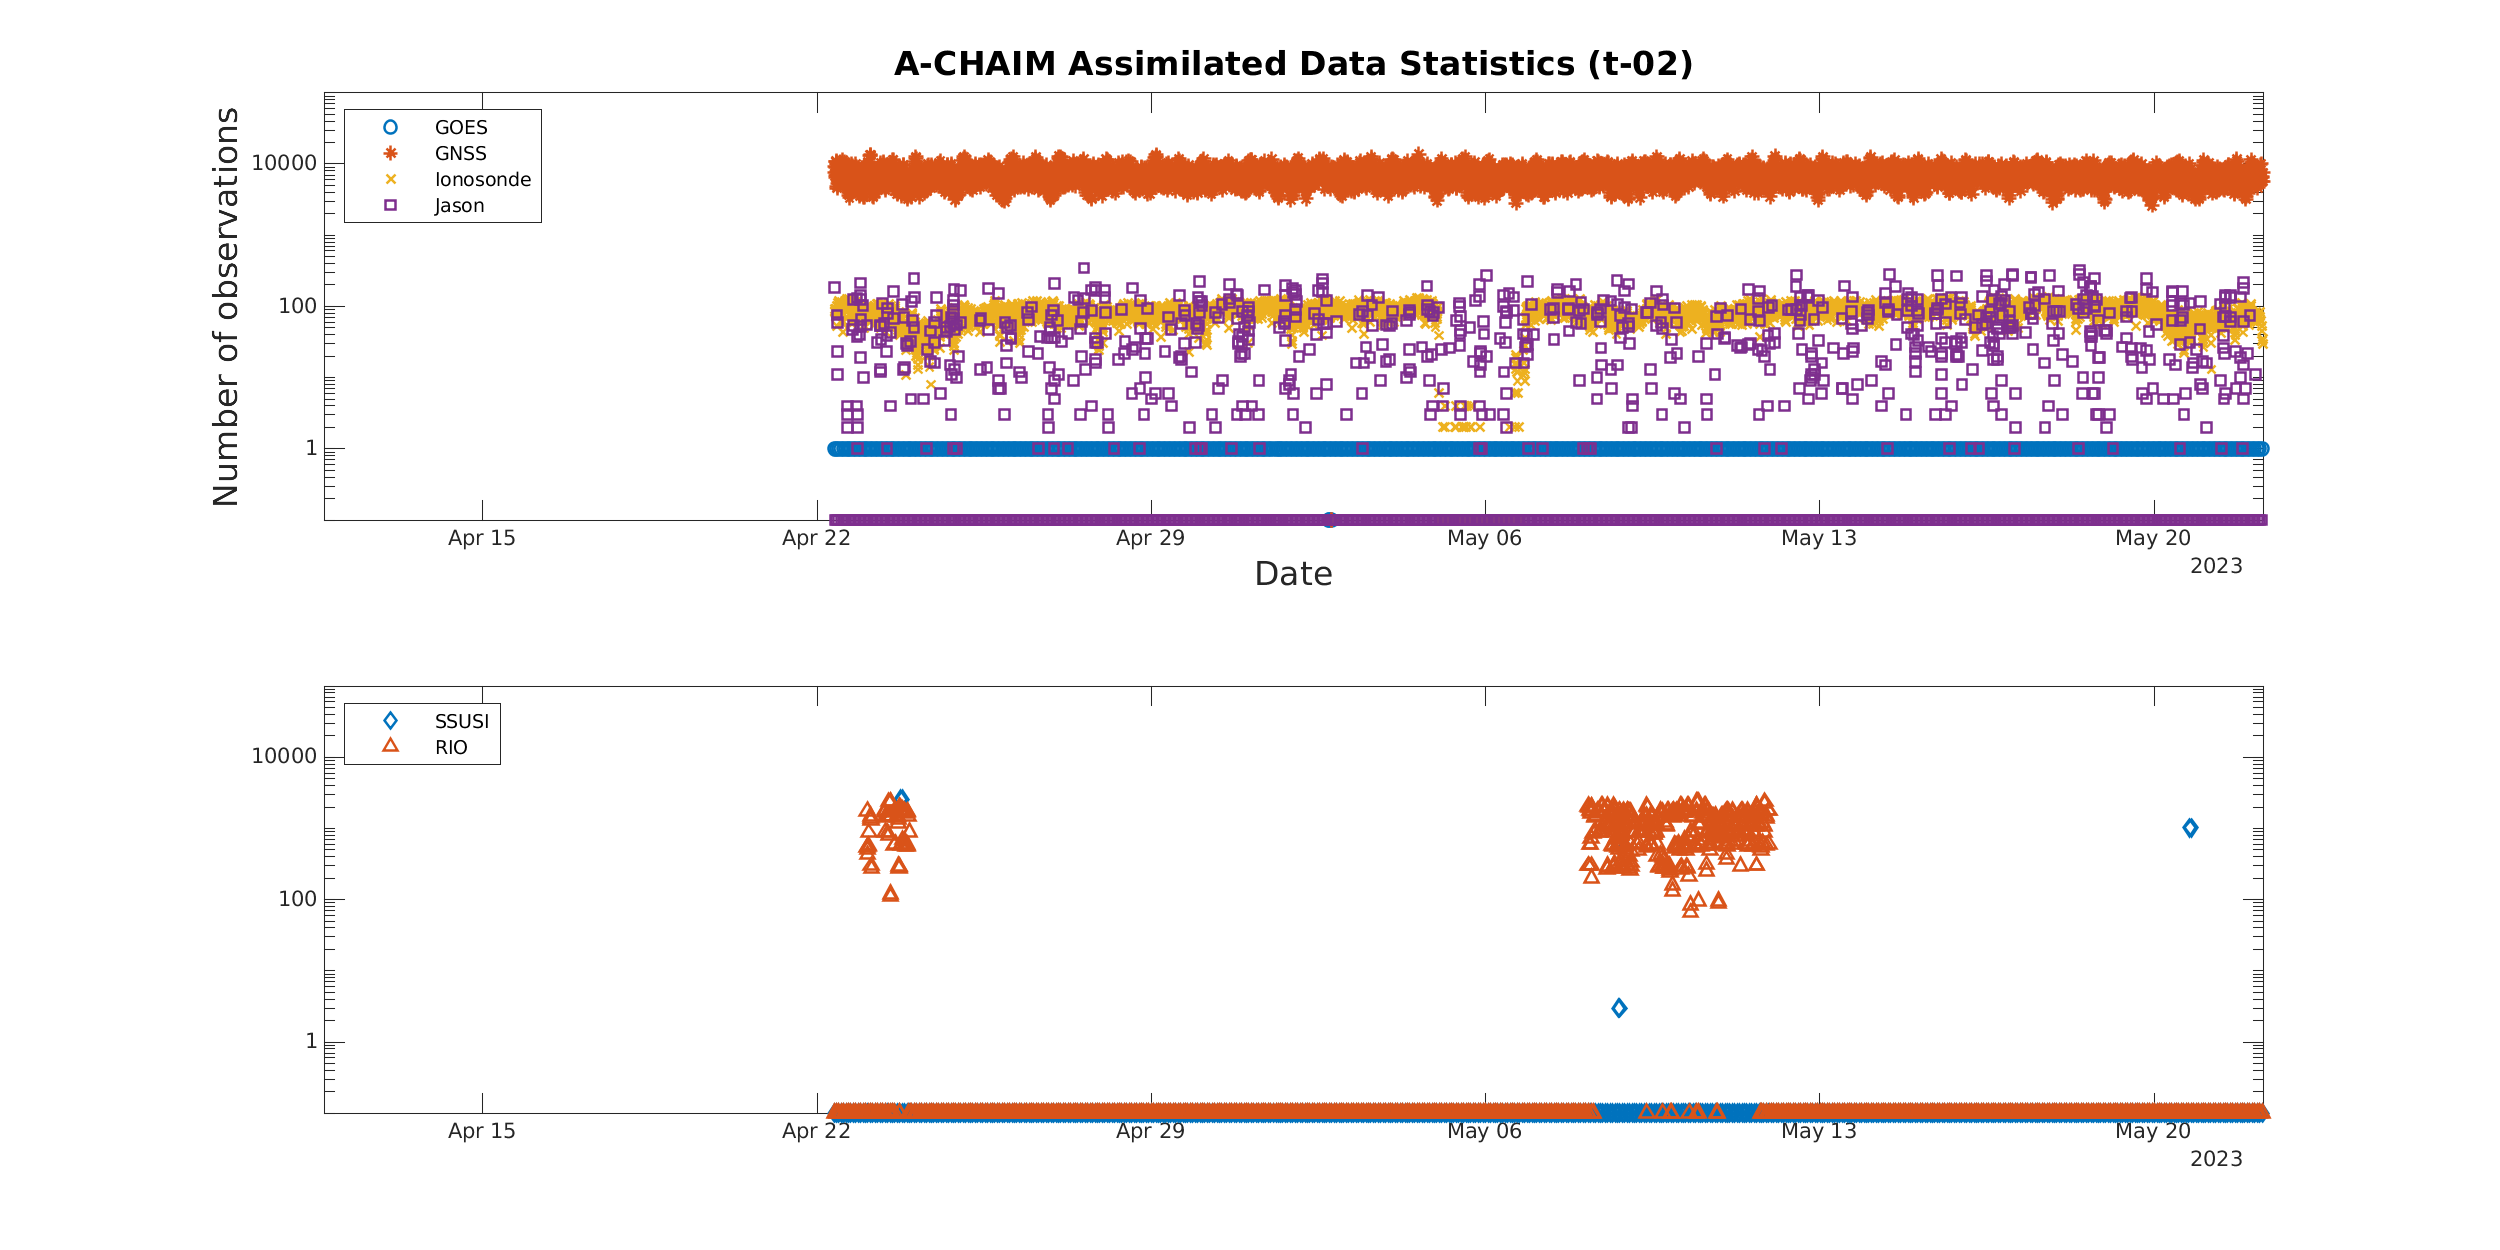 A-CHAIM Assimilated Data Statistics (t-02)
Number of observations
GOES
GNSS
Ionosonde
Jason
10000
100
1
Apr 15
Apr 22
Apr 29
May 06
May 13
May 20
2023
Date
SSUSI
RIO
10000
100
1
Apr 15
Apr 22
Apr 29
May 06
May 13
May 20
2023